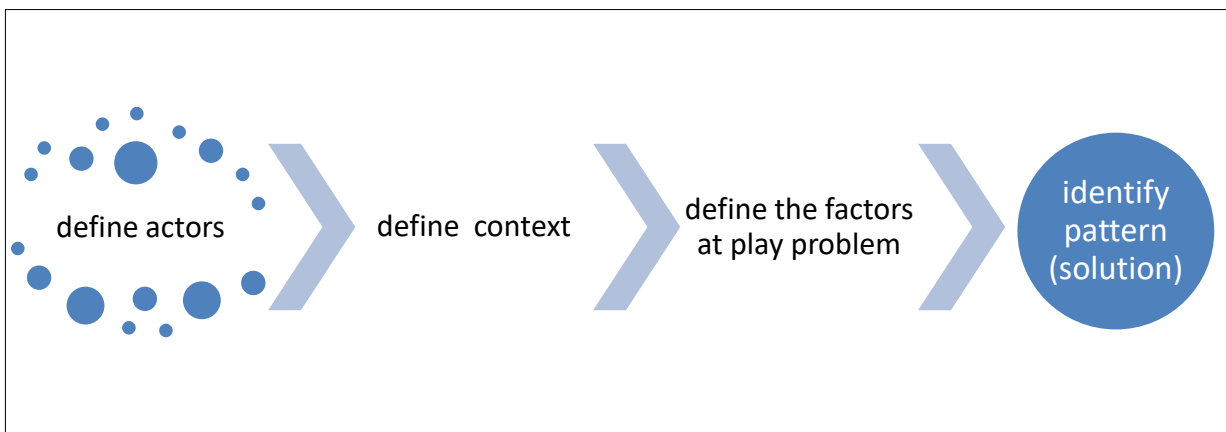 define actors
define  context
define the factors
at play problem
identify
pattern
(solution)